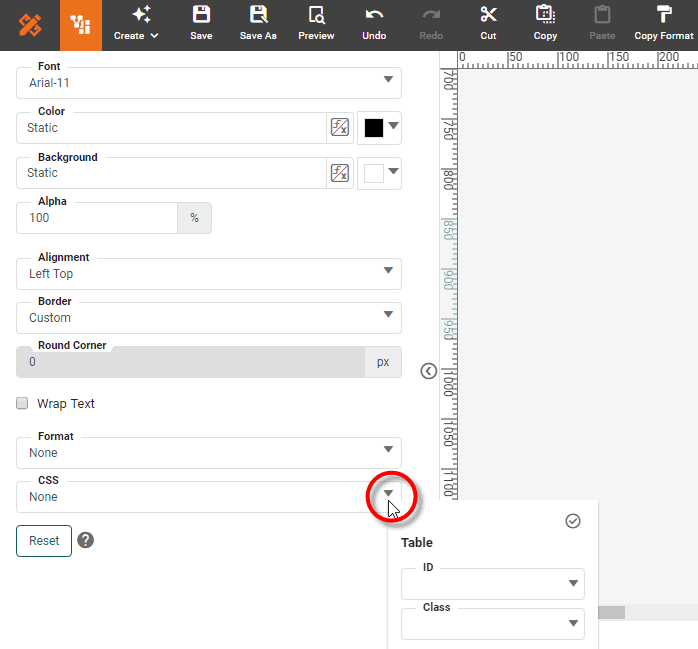 Create Save Save As Preview Undo Redo Cut Copy Paste Copy Format
0 50 100 150 200
700
750
800
850
900
950
1000
1050
1100
Font
Arial-11
Color
Static
Background
Static
Alpha
100 %
Alignment
Left Top
Border
Custom
Round Corner
0 px
Wrap Text
Format
None
CSS
None
Reset ?
Table
ID
Class